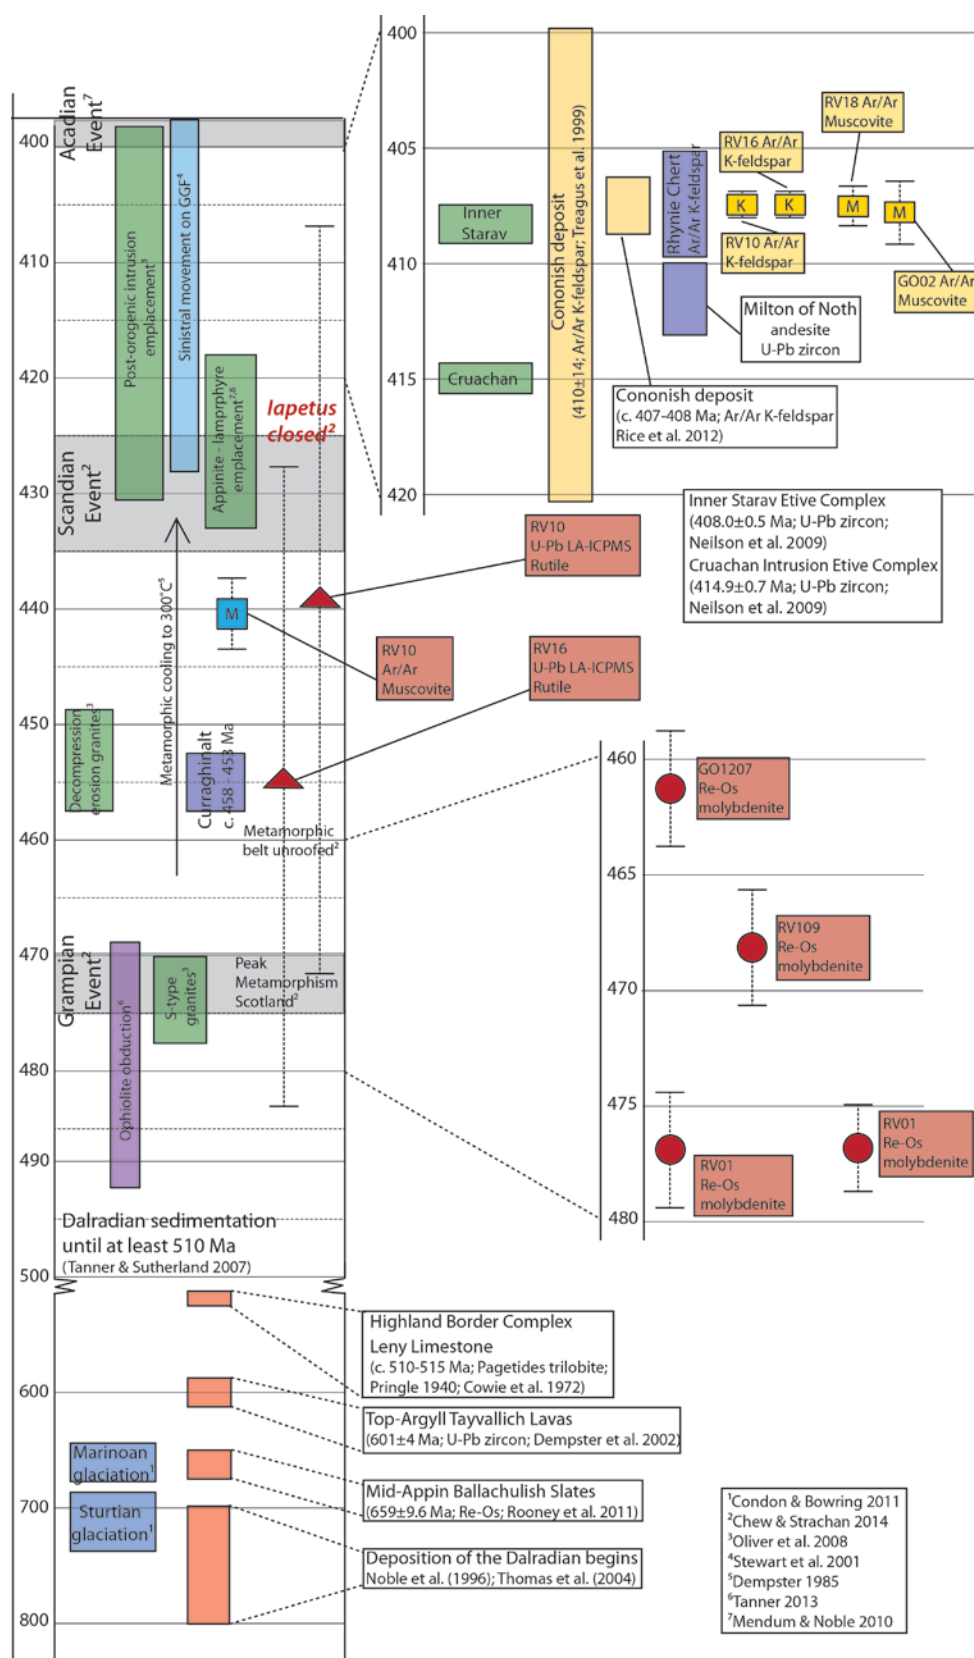 Acadian
Event⁷
Scandian
Event²
Grampian
Event²
400
410
420
430
440
450
460
470
480
490
500
600
700
800
Post-orogenic intrusion
emplacement³
Sinistral movement on GGF⁴
Appinite - lamprphyre
emplacement⁷,⁸
Iapetus
closed²
Metamorphic cooling to 300°C⁵
M
Decompression
erosion granites³
Curraghinalt
c. 458 - 453 Ma
Metamorphic
belt unroofed²
Ophiolite obduction⁶
S-type
granites³
Peak
Metamorphism
Scotland²
Dalradian sedimentation
until at least 510 Ma
(Tanner & Sutherland 2007)
Marinoan
glaciation¹
Sturtian
glaciation¹
400
405
410
415
420
Inner
Starav
Cruachan
Cononish deposit
(410±14; Ar/Ar K-feldspar; Treagus et al. 1999)
Rhynie Chert
Ar/Ar K-feldspar
RV18 Ar/Ar
Muscovite
RV16 Ar/Ar
K-feldspar
K
K
M
M
RV10 Ar/Ar
K-feldspar
GO02 Ar/Ar
Muscovite
Milton of Noth
andesite
U-Pb zircon
Cononish deposit
(c. 407-408 Ma; Ar/Ar K-feldspar
Rice et al. 2012)
Inner Starav Etive Complex
(408.0±0.5 Ma; U-Pb zircon;
Neilson et al. 2009)
Cruachan Intrusion Etive Complex
(414.9±0.7 Ma; U-Pb zircon;
Neilson et al. 2009)
RV10
U-Pb LA-ICPMS
Rutile
RV10
Ar/Ar
Muscovite
RV16
U-Pb LA-ICPMS
Rutile
460
465
470
475
480
GO1207
Re-Os
molybdenite
RV109
Re-Os
molybdenite
RV01
Re-Os
molybdenite
RV01
Re-Os
molybdenite
Highland Border Complex
Leny Limestone
(c. 510-515 Ma; Pagetides trilobite;
Pringle 1940; Cowie et al. 1972)
Top-Argyll Tayvallich Lavas
(601±4 Ma; U-Pb zircon; Dempster et al. 2002)
Mid-Appin Ballachulish Slates
(659±9.6 Ma; Re-Os; Rooney et al. 2011)
Deposition of the Dalradian begins
Noble et al. (1996); Thomas et al. (2004)
¹Condon & Bowring 2011
²Chew & Strachan 2014
³Oliver et al. 2008
⁴Stewart et al. 2001
⁵Dempster 1985
⁶Tanner 2013
⁷Mendum & Noble 2010